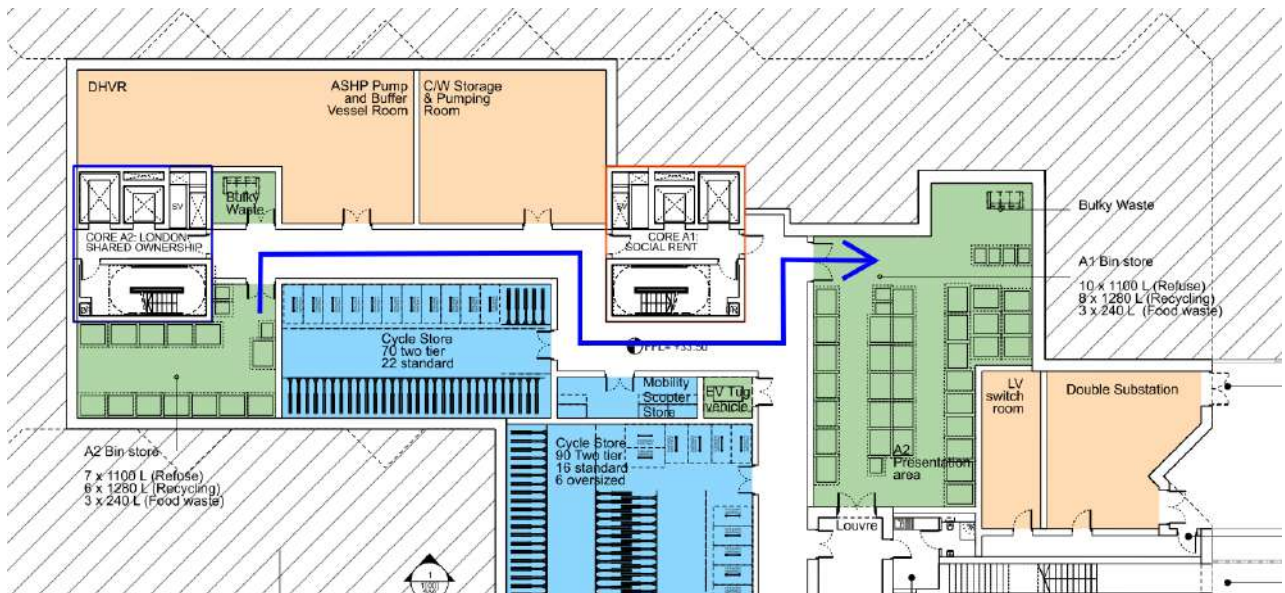 DHVR
ASHP Pump
and Buffer
Vessel Room
C/W Storage
& Pumping
Room
SV
Bulky
Waste
CORE A2: LONDON
SHARED OWNERSHIP
SV
CORE A1:
SOCIAL RENT
Bulky Waste
A1 Bin store
10 x 1100 L (Refuse)
8 x 1280 L (Recycling)
3 x 240 L (Food waste)
Cycle Store
70 two tier
22 standard
Mobility
Scooter
Store
EV Tug
vehicle
LV
switch
room
Double Substation
A2 Bin store
7 x 1100 L (Refuse)
6 x 1280 L (Recycling)
3 x 240 L (Food waste)
Cycle Store
90 Two tier
16 standard
6 oversized
A2
Presentation
area
Louvre
1